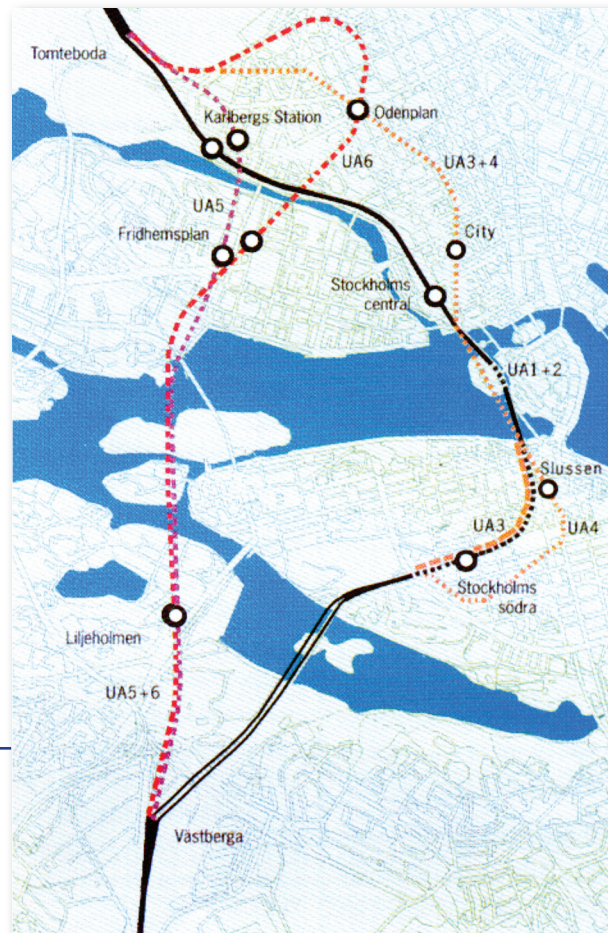 Tomteboda
Karlbergs Station
Odenplan
UA6
UA3+4
UA5
Fridhemsplan
City
Stockholms
central
UA1+2
Slussen
UA3
UA4
Stockholms
södra
Liljeholmen
UA5+6
Västberga